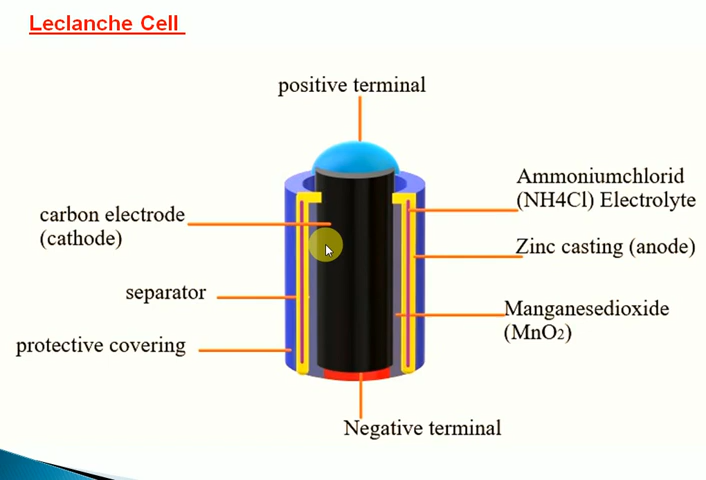 Leclanche Cell
positive terminal
Ammoniumchlorid
(NH4Cl) Electrolyte
carbon electrode
(cathode)
Zinc casting (anode)
separator
Manganesedioxide
(MnO2)
protective covering
Negative terminal